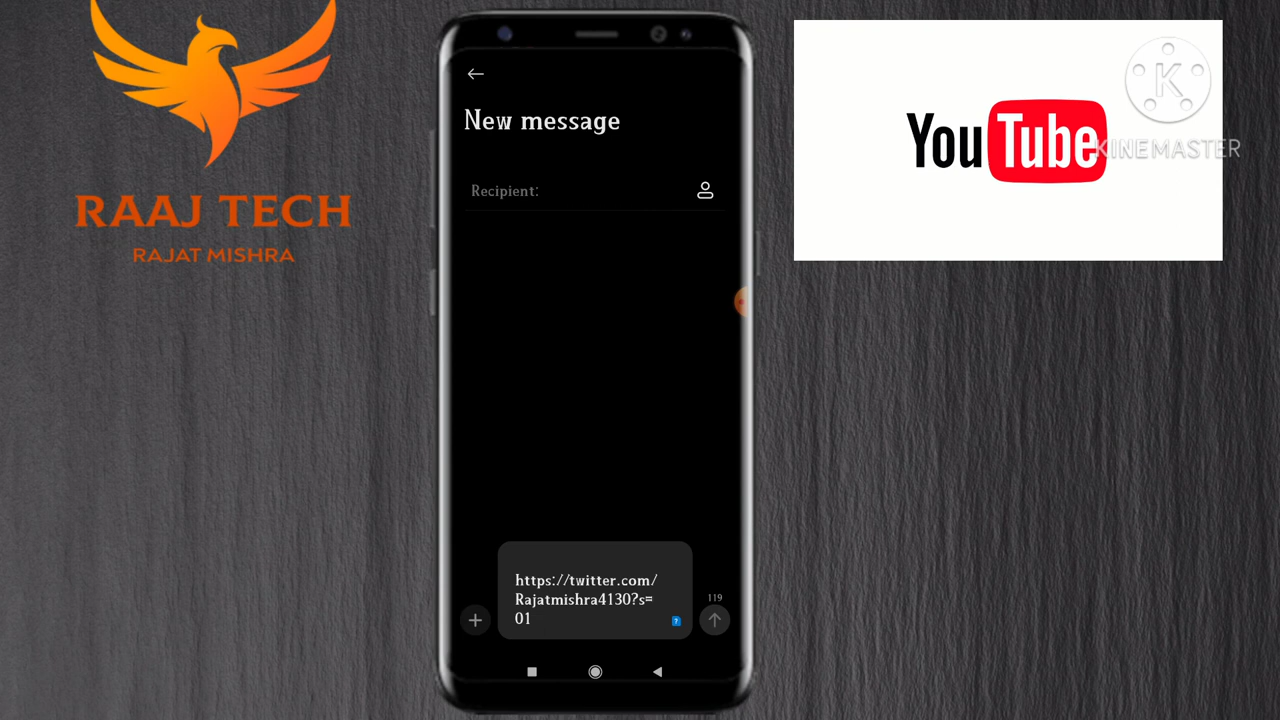 RAAJ TECH
RAJAT MISHRA
New message
Recipient:
https://twitter.com/
Rajatmishra4130?s=
01
119
?
YouTube
K
KINEMASTER